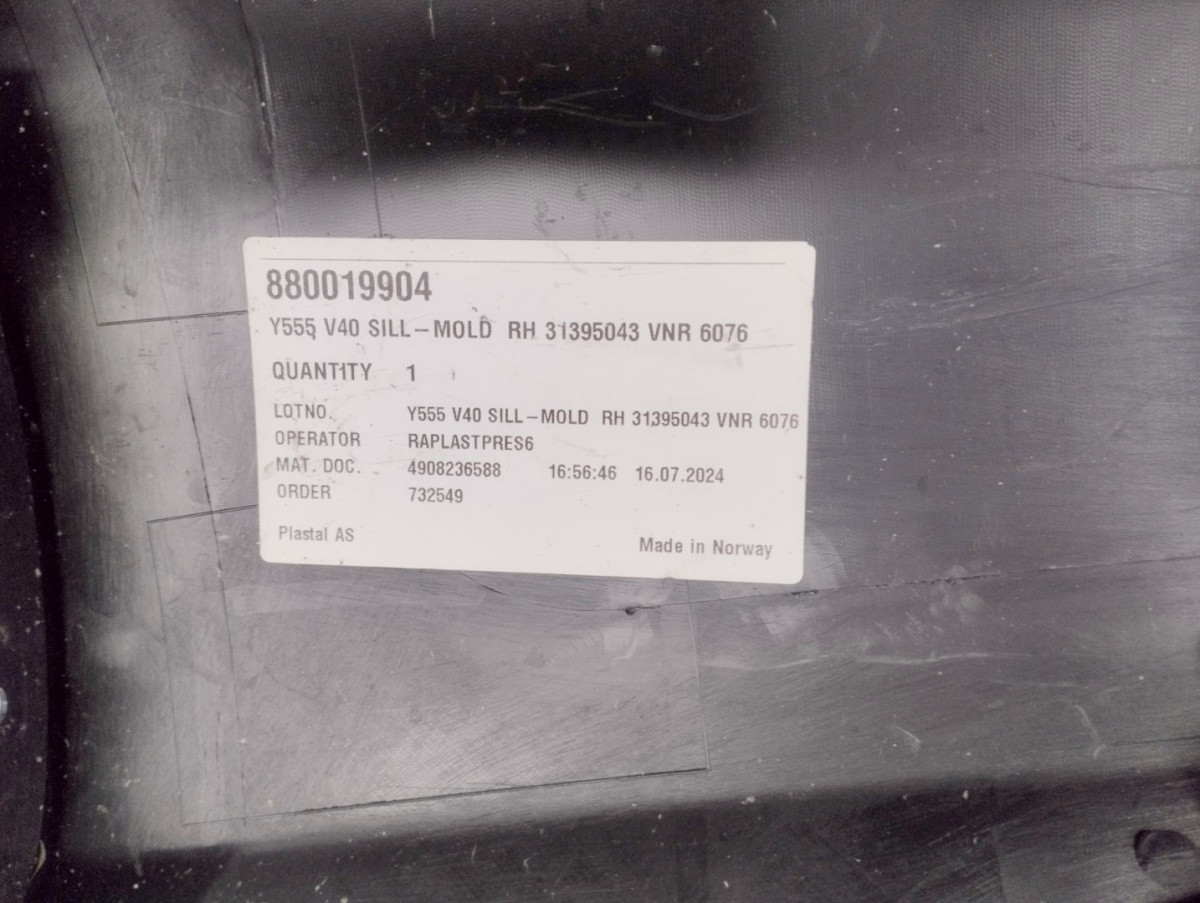 880019904
Y555 V40 SILL-MOLD RH 31395043 VNR 6076
QUANTITY 1
LOTNO. Y555 V40 SILL-MOLD RH 31395043 VNR 6076
OPERATOR RAPLASTPRES6
MAT. DOC. 4908236588 16:56:46 16.07.2024
ORDER 732549
Plastal AS Made in Norway